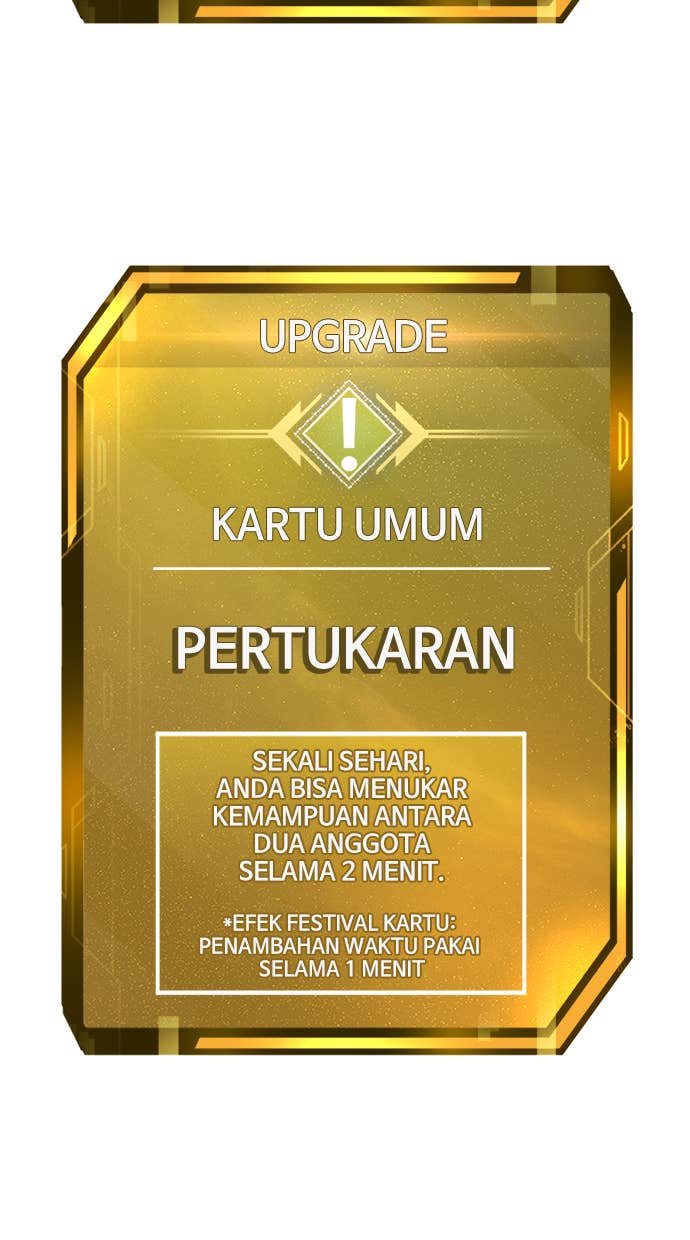 UPGRADE
!
KARTU UMUM
PERTUKARAN
SEKALI SEHARI,
ANDA BISA MENUKAR
KEMAMPUAN ANTARA
DUA ANGGOTA
SELAMA 2 MENIT.
*EFEK FESTIVAL KARTU:
PENAMBAHAN WAKTU PAKAI
SELAMA 1 MENIT